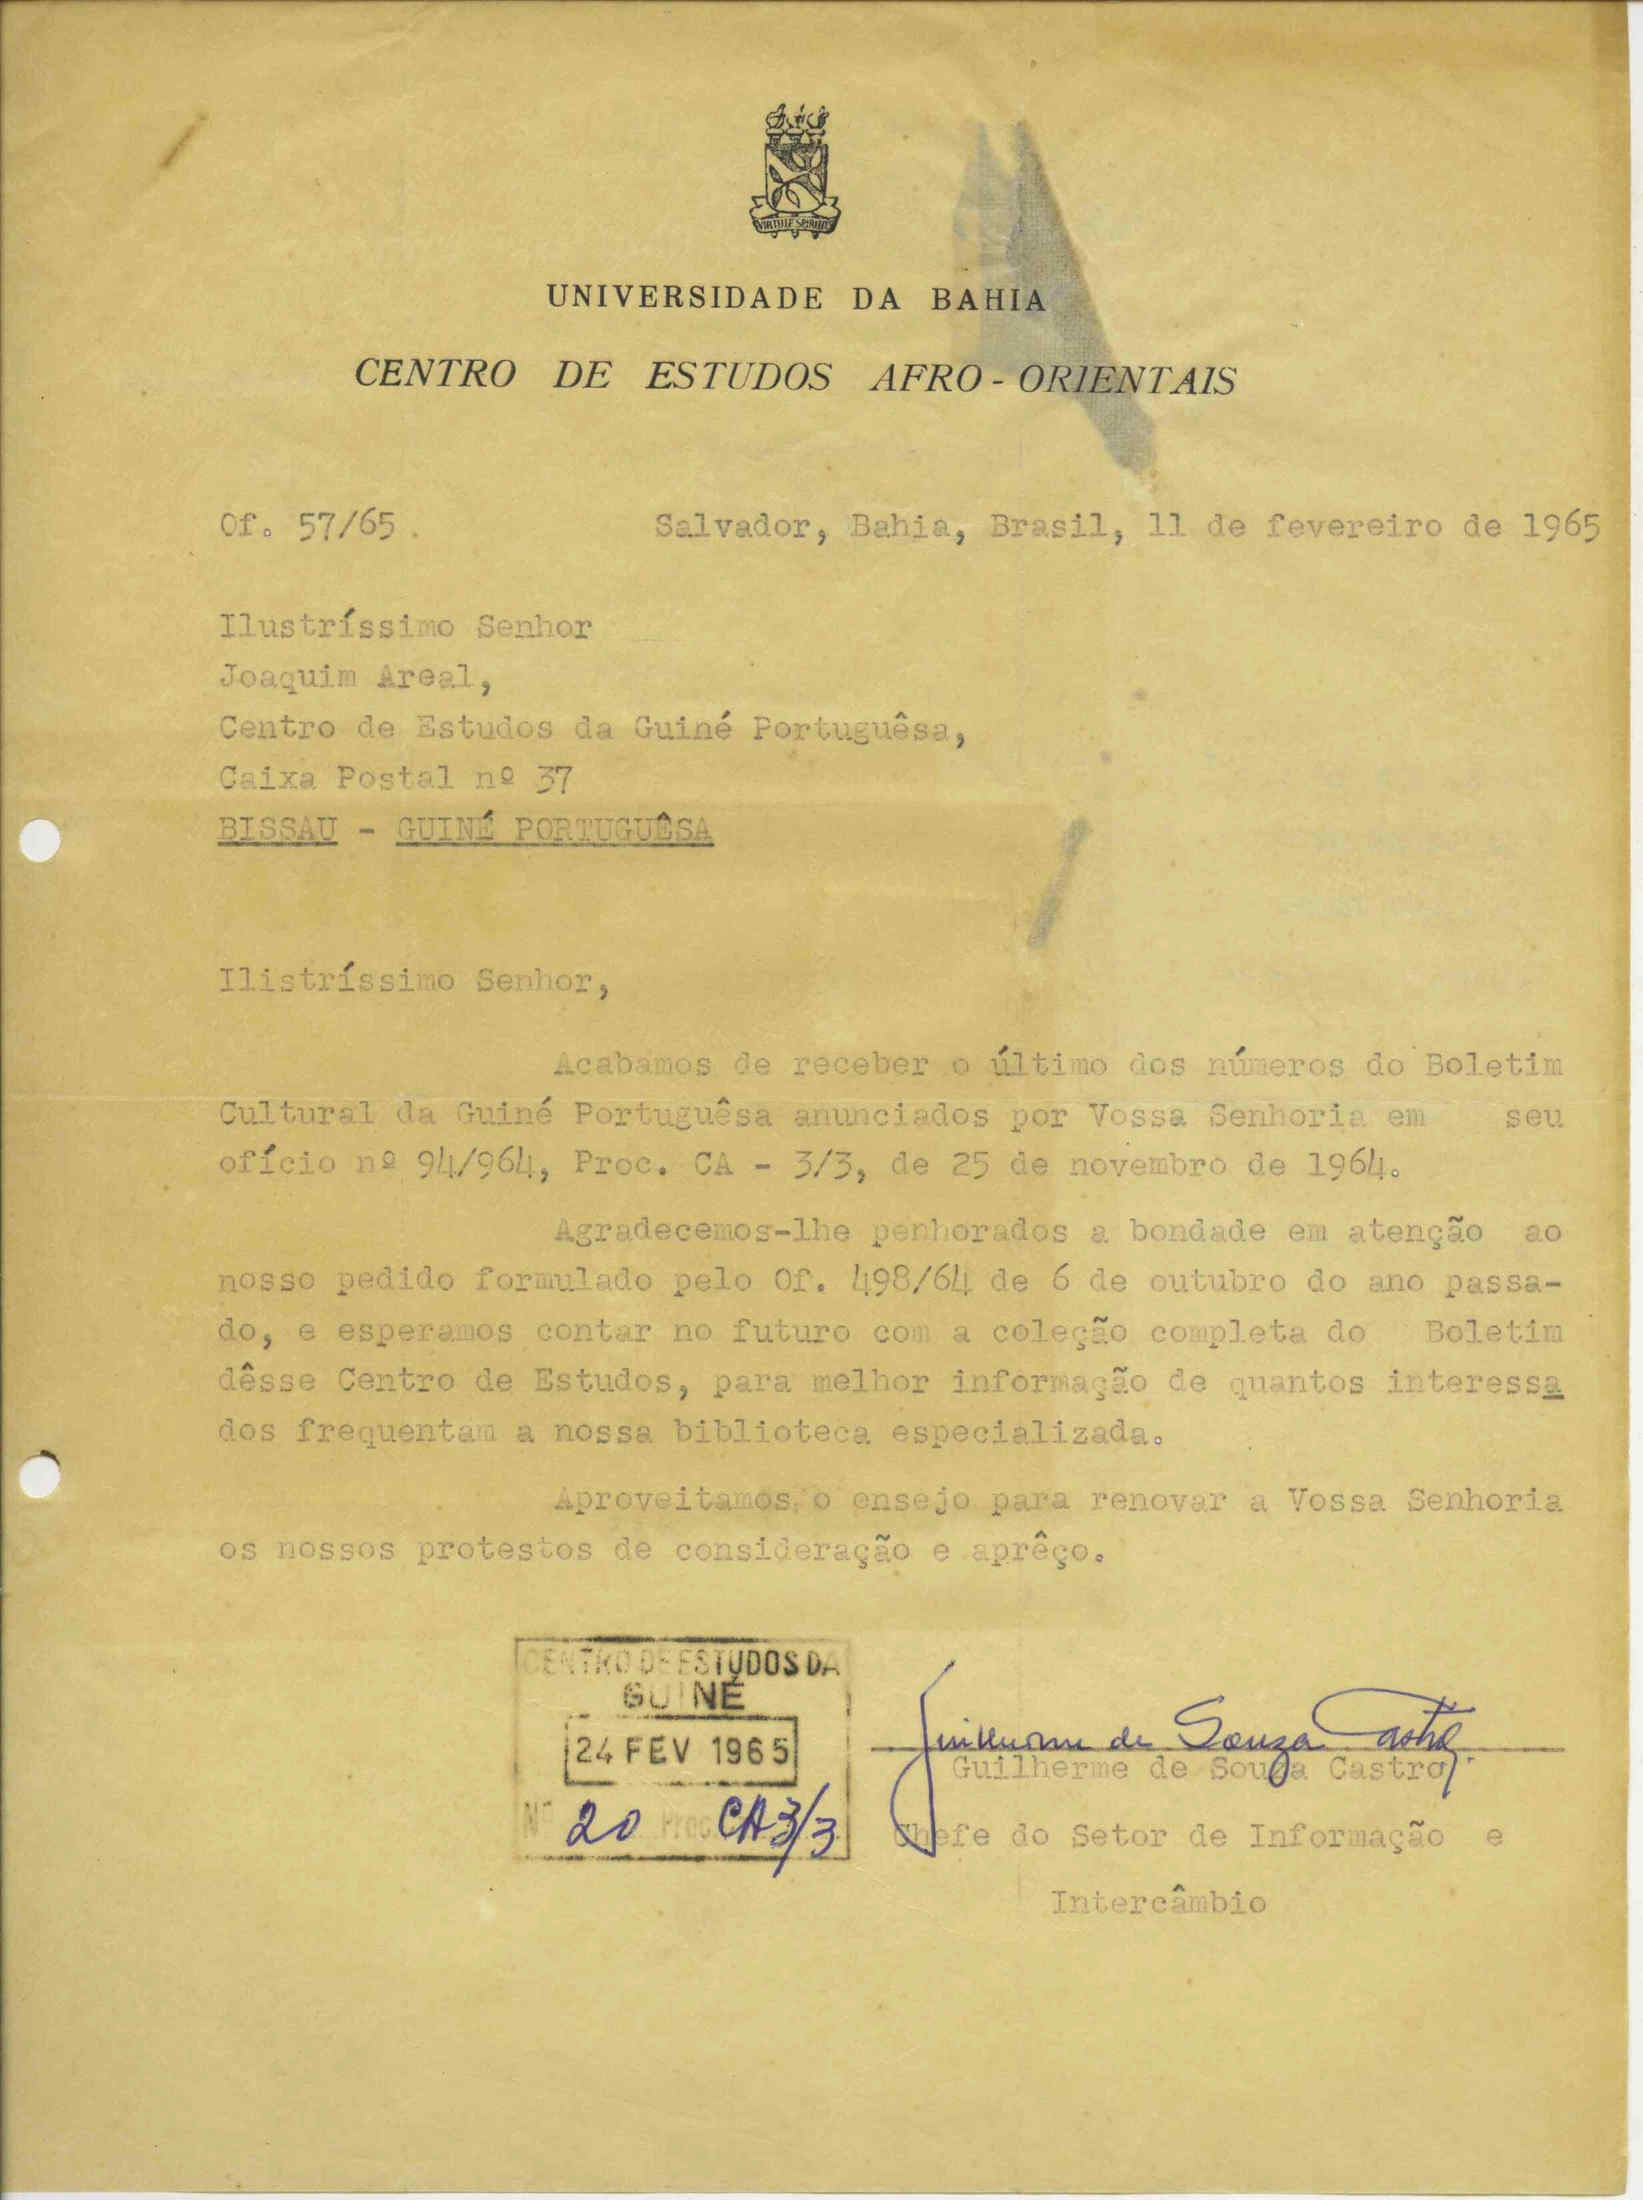 VIRTUTE SPIRITUS
UNIVERSIDADE DA BAHIA
CENTRO DE ESTUDOS AFRO-ORIENTAIS
Of. 57/65. Salvador, Bahia, Brasil, 11 de fevereiro de 1965
Ilustríssimo Senhor
Joaquim Areal,
Centro de Estudos da Guiné Portuguêsa,
Caixa Postal nº 37
BISSAU - GUINÉ PORTUGUÊSA
Ilistríssimo Senhor,
Acabamos de receber o último dos números do Boletim
Cultural da Guiné Portuguêsa anunciados por Vossa Senhoria em seu
ofício nº 94/964, Proc. CA - 3/3, de 25 de novembro de 1964.
Agradecemos-lhe penhorados a bondade em atenção ao
nosso pedido formulado pelo Of. 498/64 de 6 de outubro do ano passa-
do, e esperamos contar no futuro com a coleção completa do Boletim
dêsse Centro de Estudos, para melhor informação de quantos interessa
dos frequentam a nossa biblioteca especializada.
Aproveitamos o ensejo para renovar a Vossa Senhoria
os nossos protestos de consideração e aprêço.
CENTRO DE ESTUDOS DA
GUINÉ
24 FEV 1965
Nº 20 Proc CA 3/3
Guilherme de Souza Castro
Guilherme de Souza Castro
Chefe do Setor de Informação e
Intercâmbio